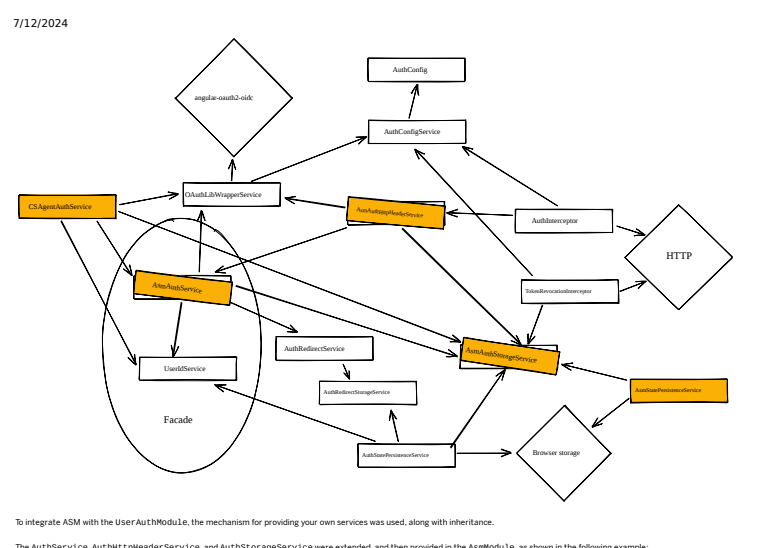 7/12/2024
AuthConfig
angular-oauth2-oidc
AuthConfigService
OAuthLibWrapperService
CSAgentAuthService
AsmAuthHttpHeaderService
AuthInterceptor
HTTP
AsmAuthService
TokenRevocationInterceptor
AuthRedirectService
AsmAuthStorageService
UserIdService
AuthRedirectStorageService
AsmStatePersistenceService
Facade
AuthStatePersistenceService
Browser storage
To integrate ASM with the UserAuthModule, the mechanism for providing your own services was used, along with inheritance.
The AuthService, AuthHttpHeaderService, and AuthStorageService were extended, and then provided in the AsmModule, as shown in the following example: